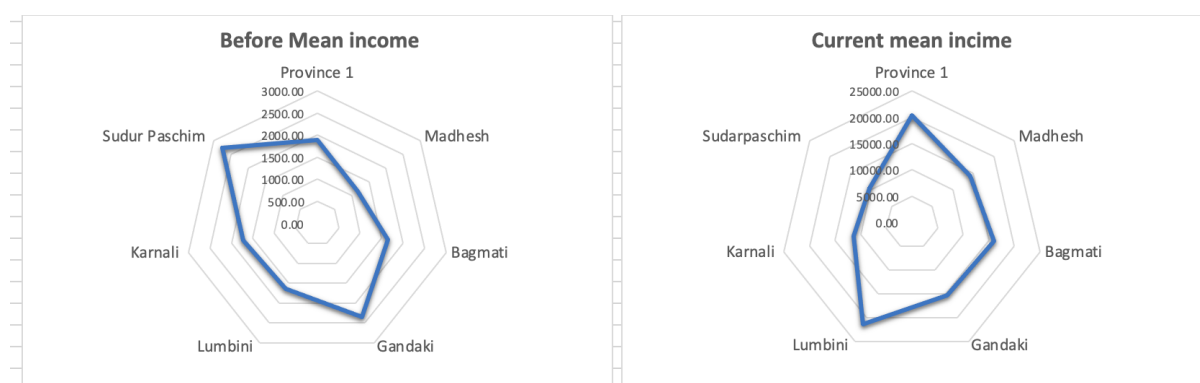 Before Mean income
Province 1
3000.00
2500.00
2000.00
1500.00
1000.00
500.00
0.00
Madhesh
Bagmati
Gandaki
Lumbini
Karnali
Sudur Paschim
Current mean incime
Province 1
25000.00
20000.00
15000.00
10000.00
5000.00
0.00
Madhesh
Bagmati
Gandaki
Lumbini
Karnali
Sudarpaschim